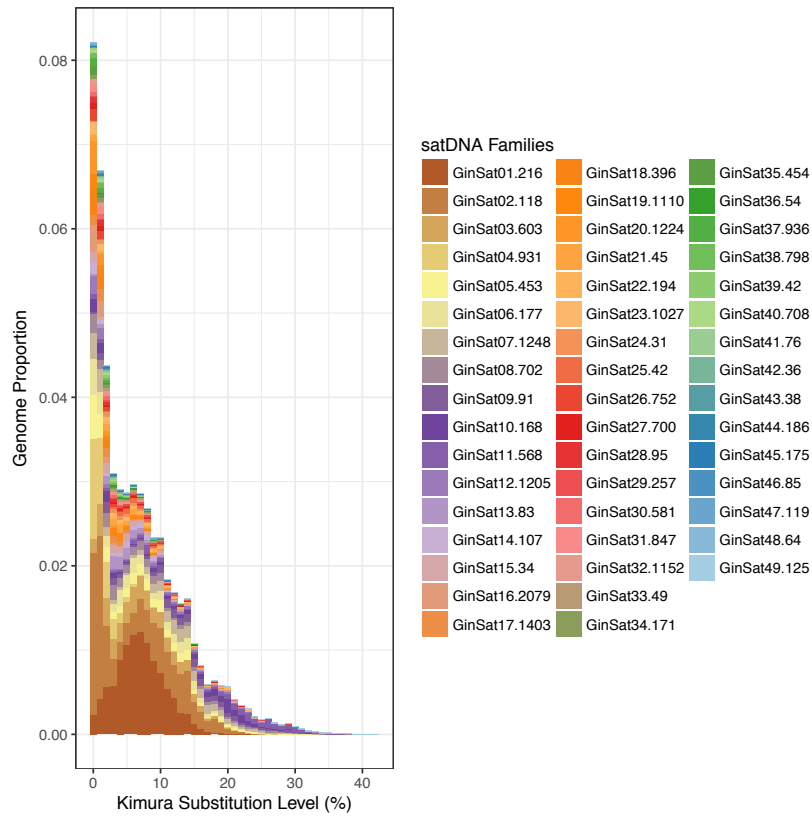 Genome Proportion
0.08
0.06
0.04
0.02
0.00
0 10 20 30 40
Kimura Substitution Level (%)
satDNA Families
GinSat01.216 GinSat18.396 GinSat35.454
GinSat02.118 GinSat19.1110 GinSat36.54
GinSat03.603 GinSat20.1224 GinSat37.936
GinSat04.931 GinSat21.45 GinSat38.798
GinSat05.453 GinSat22.194 GinSat39.42
GinSat06.177 GinSat23.1027 GinSat40.708
GinSat07.1248 GinSat24.31 GinSat41.76
GinSat08.702 GinSat25.42 GinSat42.36
GinSat09.91 GinSat26.752 GinSat43.38
GinSat10.168 GinSat27.700 GinSat44.186
GinSat11.568 GinSat28.95 GinSat45.175
GinSat12.1205 GinSat29.257 GinSat46.85
GinSat13.83 GinSat30.581 GinSat47.119
GinSat14.107 GinSat31.847 GinSat48.64
GinSat15.34 GinSat32.1152 GinSat49.125
GinSat16.2079 GinSat33.49
GinSat17.1403 GinSat34.171